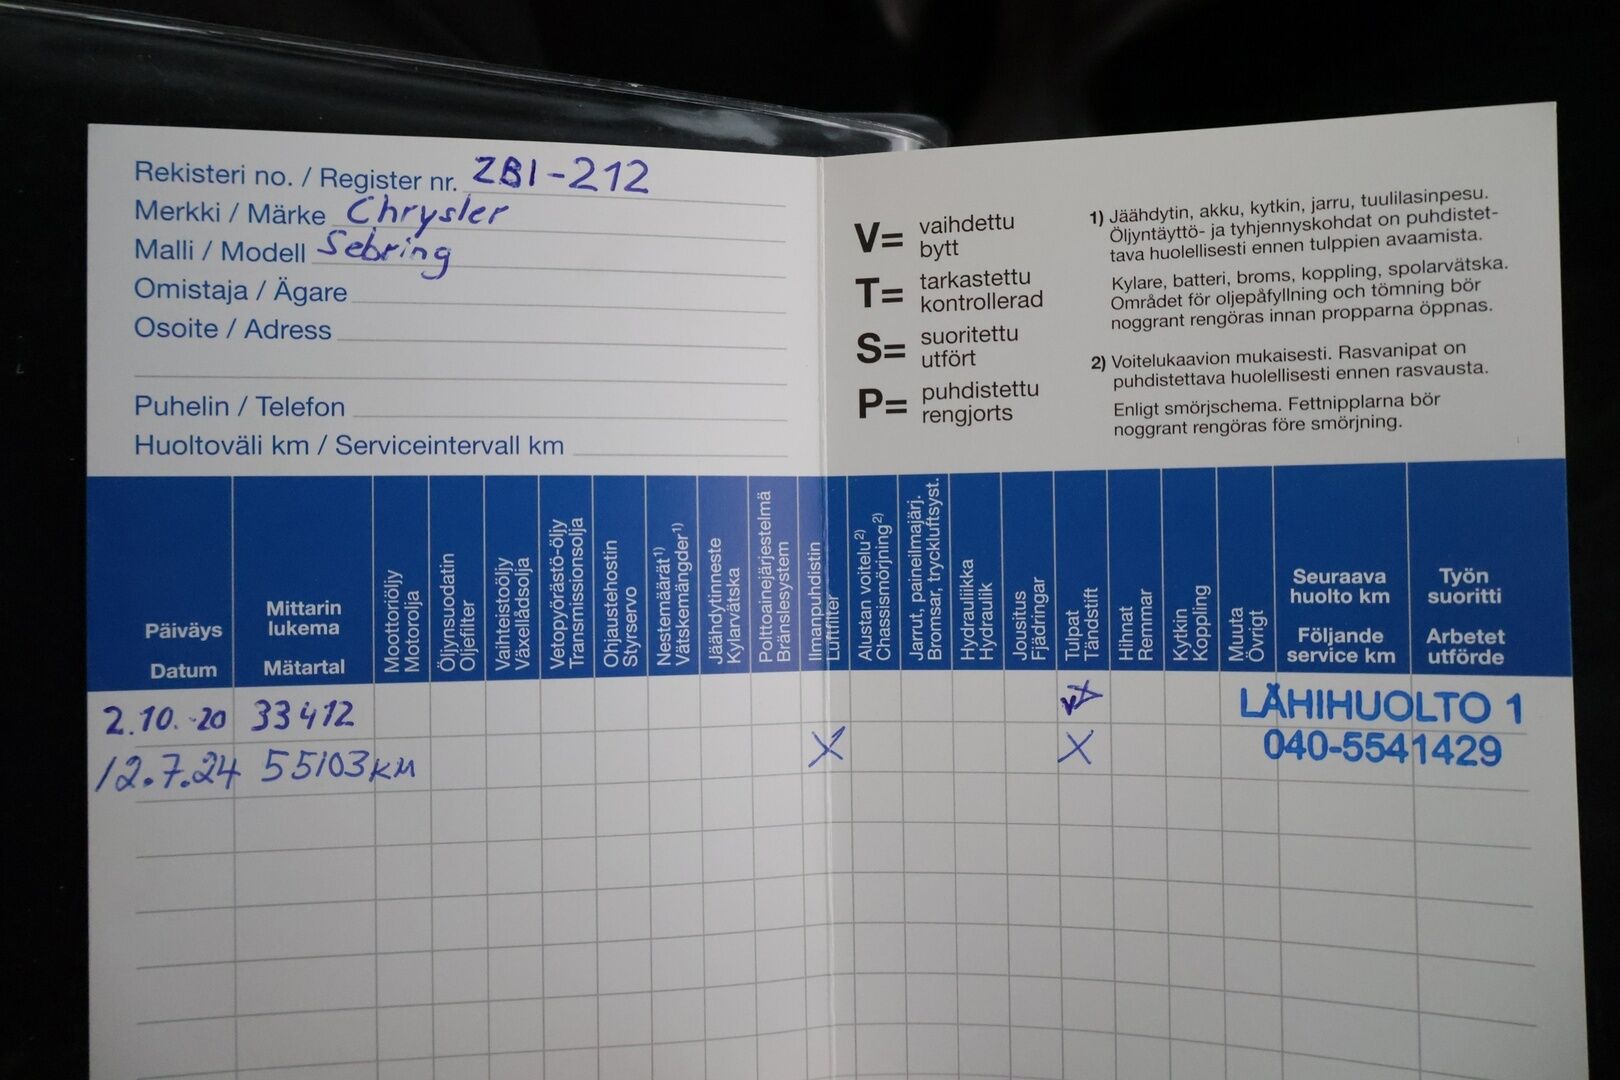 Rekisteri no. / Register nr. ZBI-212
Merkki / Märke Chrysler
Malli / Modell Sebring
Omistaja / Ägare
Osoite / Adress
Puhelin / Telefon
Huoltoväli km / Serviceintervall km
V= vaihdettu
bytt
T= tarkastettu
kontrollerad
S= suoritettu
utfört
P= puhdistettu
rengjorts
1) Jäähdytin, akku, kytkin, jarru, tuulilasinpesu.
Öljyntäyttö- ja tyhjennyskohdat on puhdistet-
tava huolellisesti ennen tulppien avaamista.
Kylare, batteri, broms, koppling, spolarvätska.
Området för oljepåfyllning och tömning bör
noggrant rengöras innan propparna öppnas.
2) Voitelukaavion mukaisesti. Rasvanipat on
puhdistettava huolellisesti ennen rasvausta.
Enligt smörjschema. Fettnipplarna bör
noggrant rengöras före smörjning.
Päiväys
Datum
Mittarin
lukema
Mätartal
Moottoriöljy
Motorolja
Öljynsuodatin
Oljefilter
Vaihteistoöljy
Växellådsolja
Vetopyörästö-öljy
Transmissionsolja
Ohjaustehostin
Styrservo
Nestemäärät1)
Vätskemängder1)
Jäähdytinneste
Kylarvätska
Polttoainejärjestelmä
Bränslesystem
Ilmanpuhdistin
Luftfilter
Alustan voitelu2)
Chassismörjning2)
Jarrut, paineilmajärj.
Bromsar, tryckluftsyst.
Hydrauliikka
Hydraulik
Jousitus
Fjädringar
Tulpat
Tändstift
Hihnat
Remmar
Kytkin
Koppling
Muuta
Övrigt
Seuraava
huolto km
Följande
service km
Työn
suoritti
Arbetet
utförde
2.10.-20 33412 LÄHIHUOLTO 1
12.7.24 55103 KM X X 040-5541429